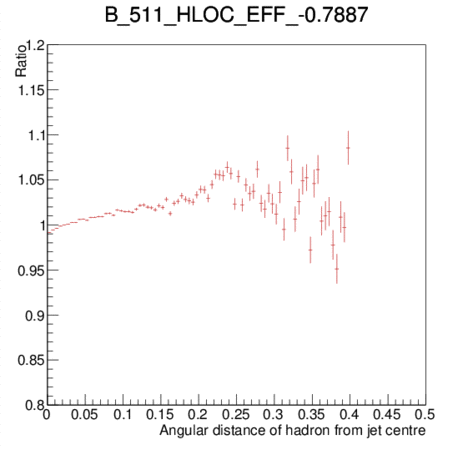 B_511_HLOC_EFF_-0.7887
Ratio
1.2
1.15
1.1
1.05
1
0.95
0.9
0.85
0.8
0 0.05 0.1 0.15 0.2 0.25 0.3 0.35 0.4 0.45 0.5
Angular distance of hadron from jet centre